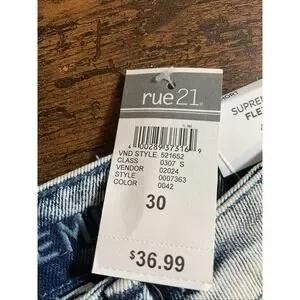 rue21
4 00289 37316 9
VND STYLE 521652
CLASS 0307 S
VENDOR 02024
STYLE 0007363
COLOR 0042
30
$36.99
SUPREM
FLE